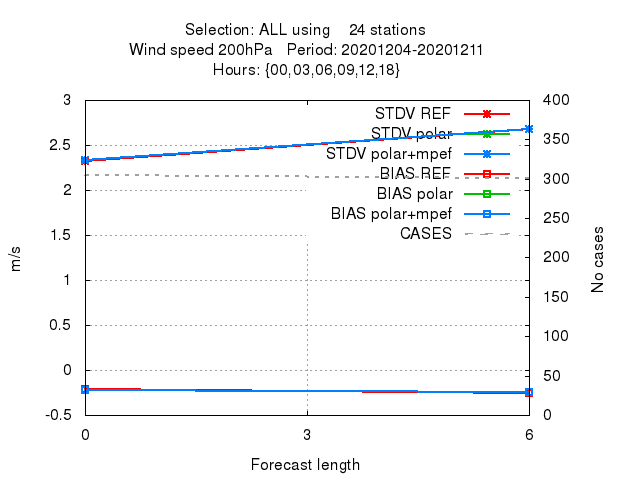 Selection: ALL using 24 stations
Wind speed 200hPa Period: 20201204-20201211
Hours: {00,03,06,09,12,18}
3
2.5
2
1.5
1
0.5
0
-0.5
m/s
400
350
300
250
200
150
100
50
0
No cases
STDV REF
STDV polar
STDV polar+mpef
BIAS REF
BIAS polar
BIAS polar+mpef
CASES
0 3 6
Forecast length